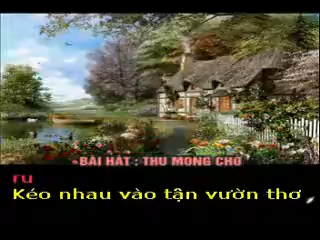 BÀI HÁT : THU MONG CHỜ
ru
Kéo nhau vào tận vườn thơ